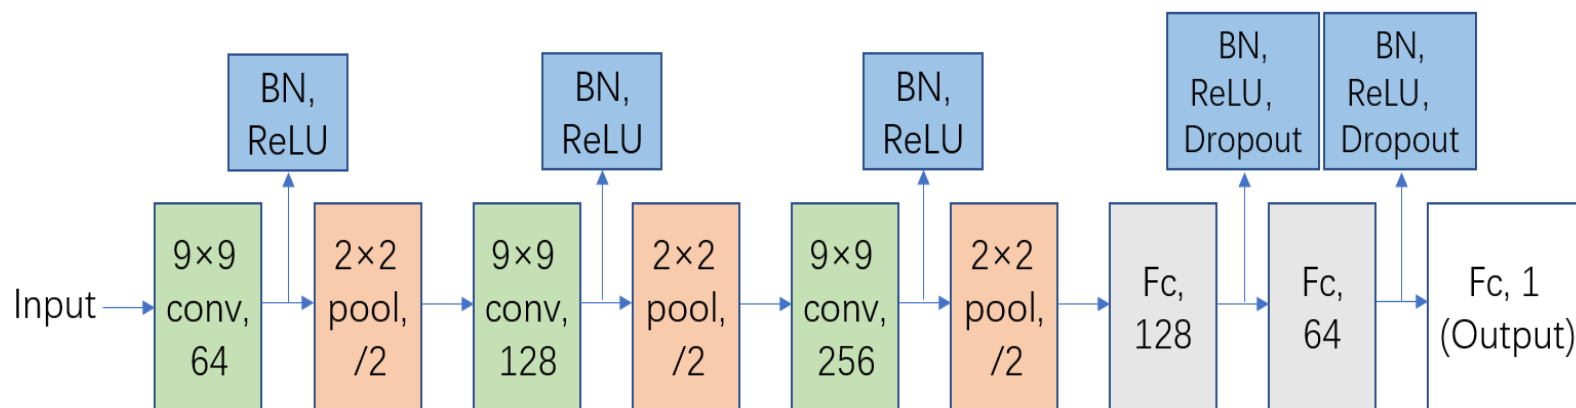 BN,
ReLU
BN,
ReLU
BN,
ReLU
BN,
ReLU,
Dropout
BN,
ReLU,
Dropout
Input
9×9
conv,
64
2×2
pool,
/2
9×9
conv,
128
2×2
pool,
/2
9×9
conv,
256
2×2
pool,
/2
Fc,
128
Fc,
64
Fc, 1
(Output)